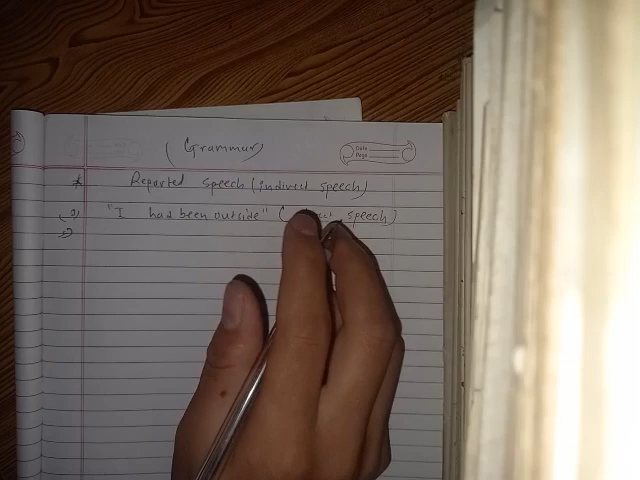 (Grammar)
Date
Page
* Reported speech (indirect speech)
"I had been outside" ( speech)